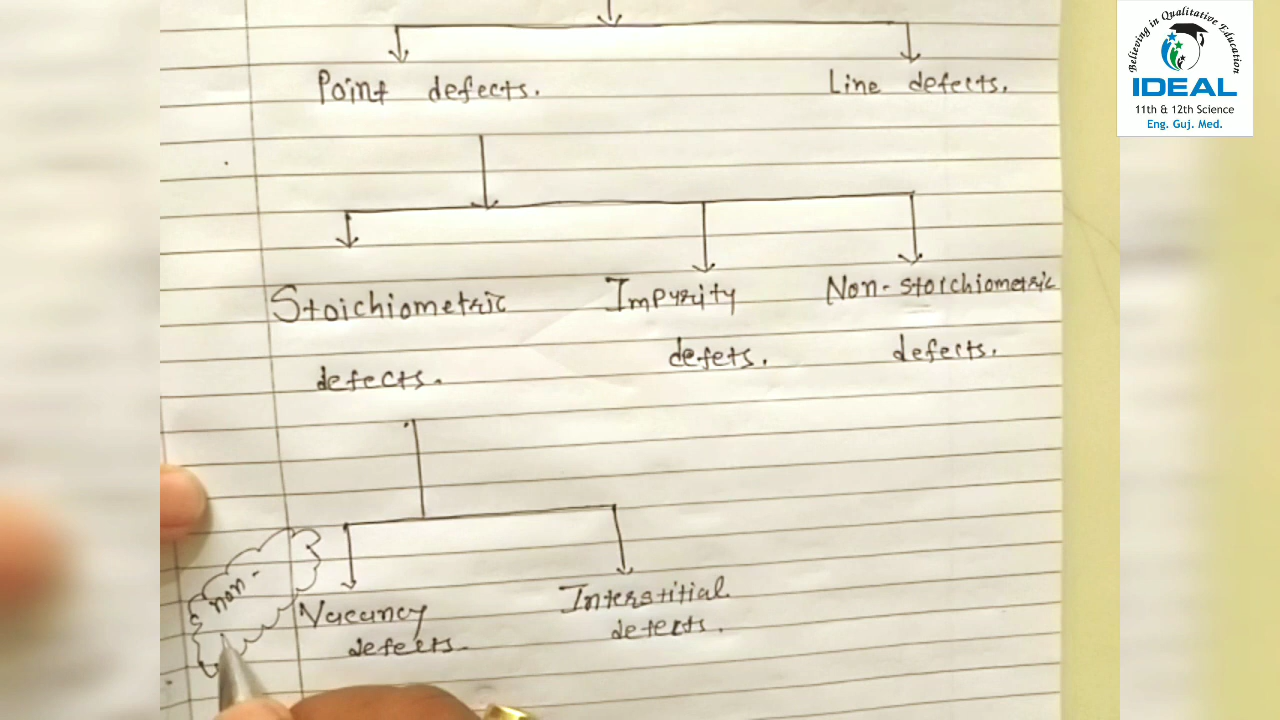 Believing in Qualitative Education
IDEAL
11th & 12th Science
Eng. Guj. Med.
Point defects.
Line defects.
Stoichiometric
defects.
Impurity
defets.
Non-stoichiometric
defects.
non-
Vacancy
defects.
Interstitial
defects.